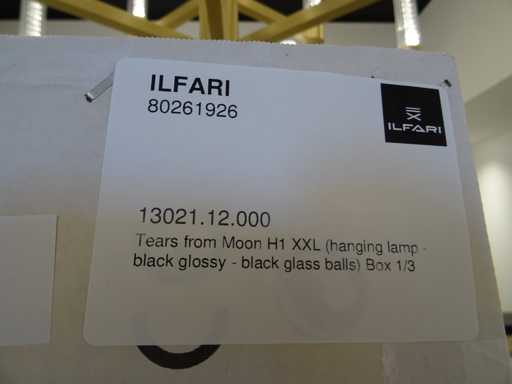 ILFARI
80261926
ILFARI
13021.12.000
Tears from Moon H1 XXL (hanging lamp -
black glossy - black glass balls) Box 1/3